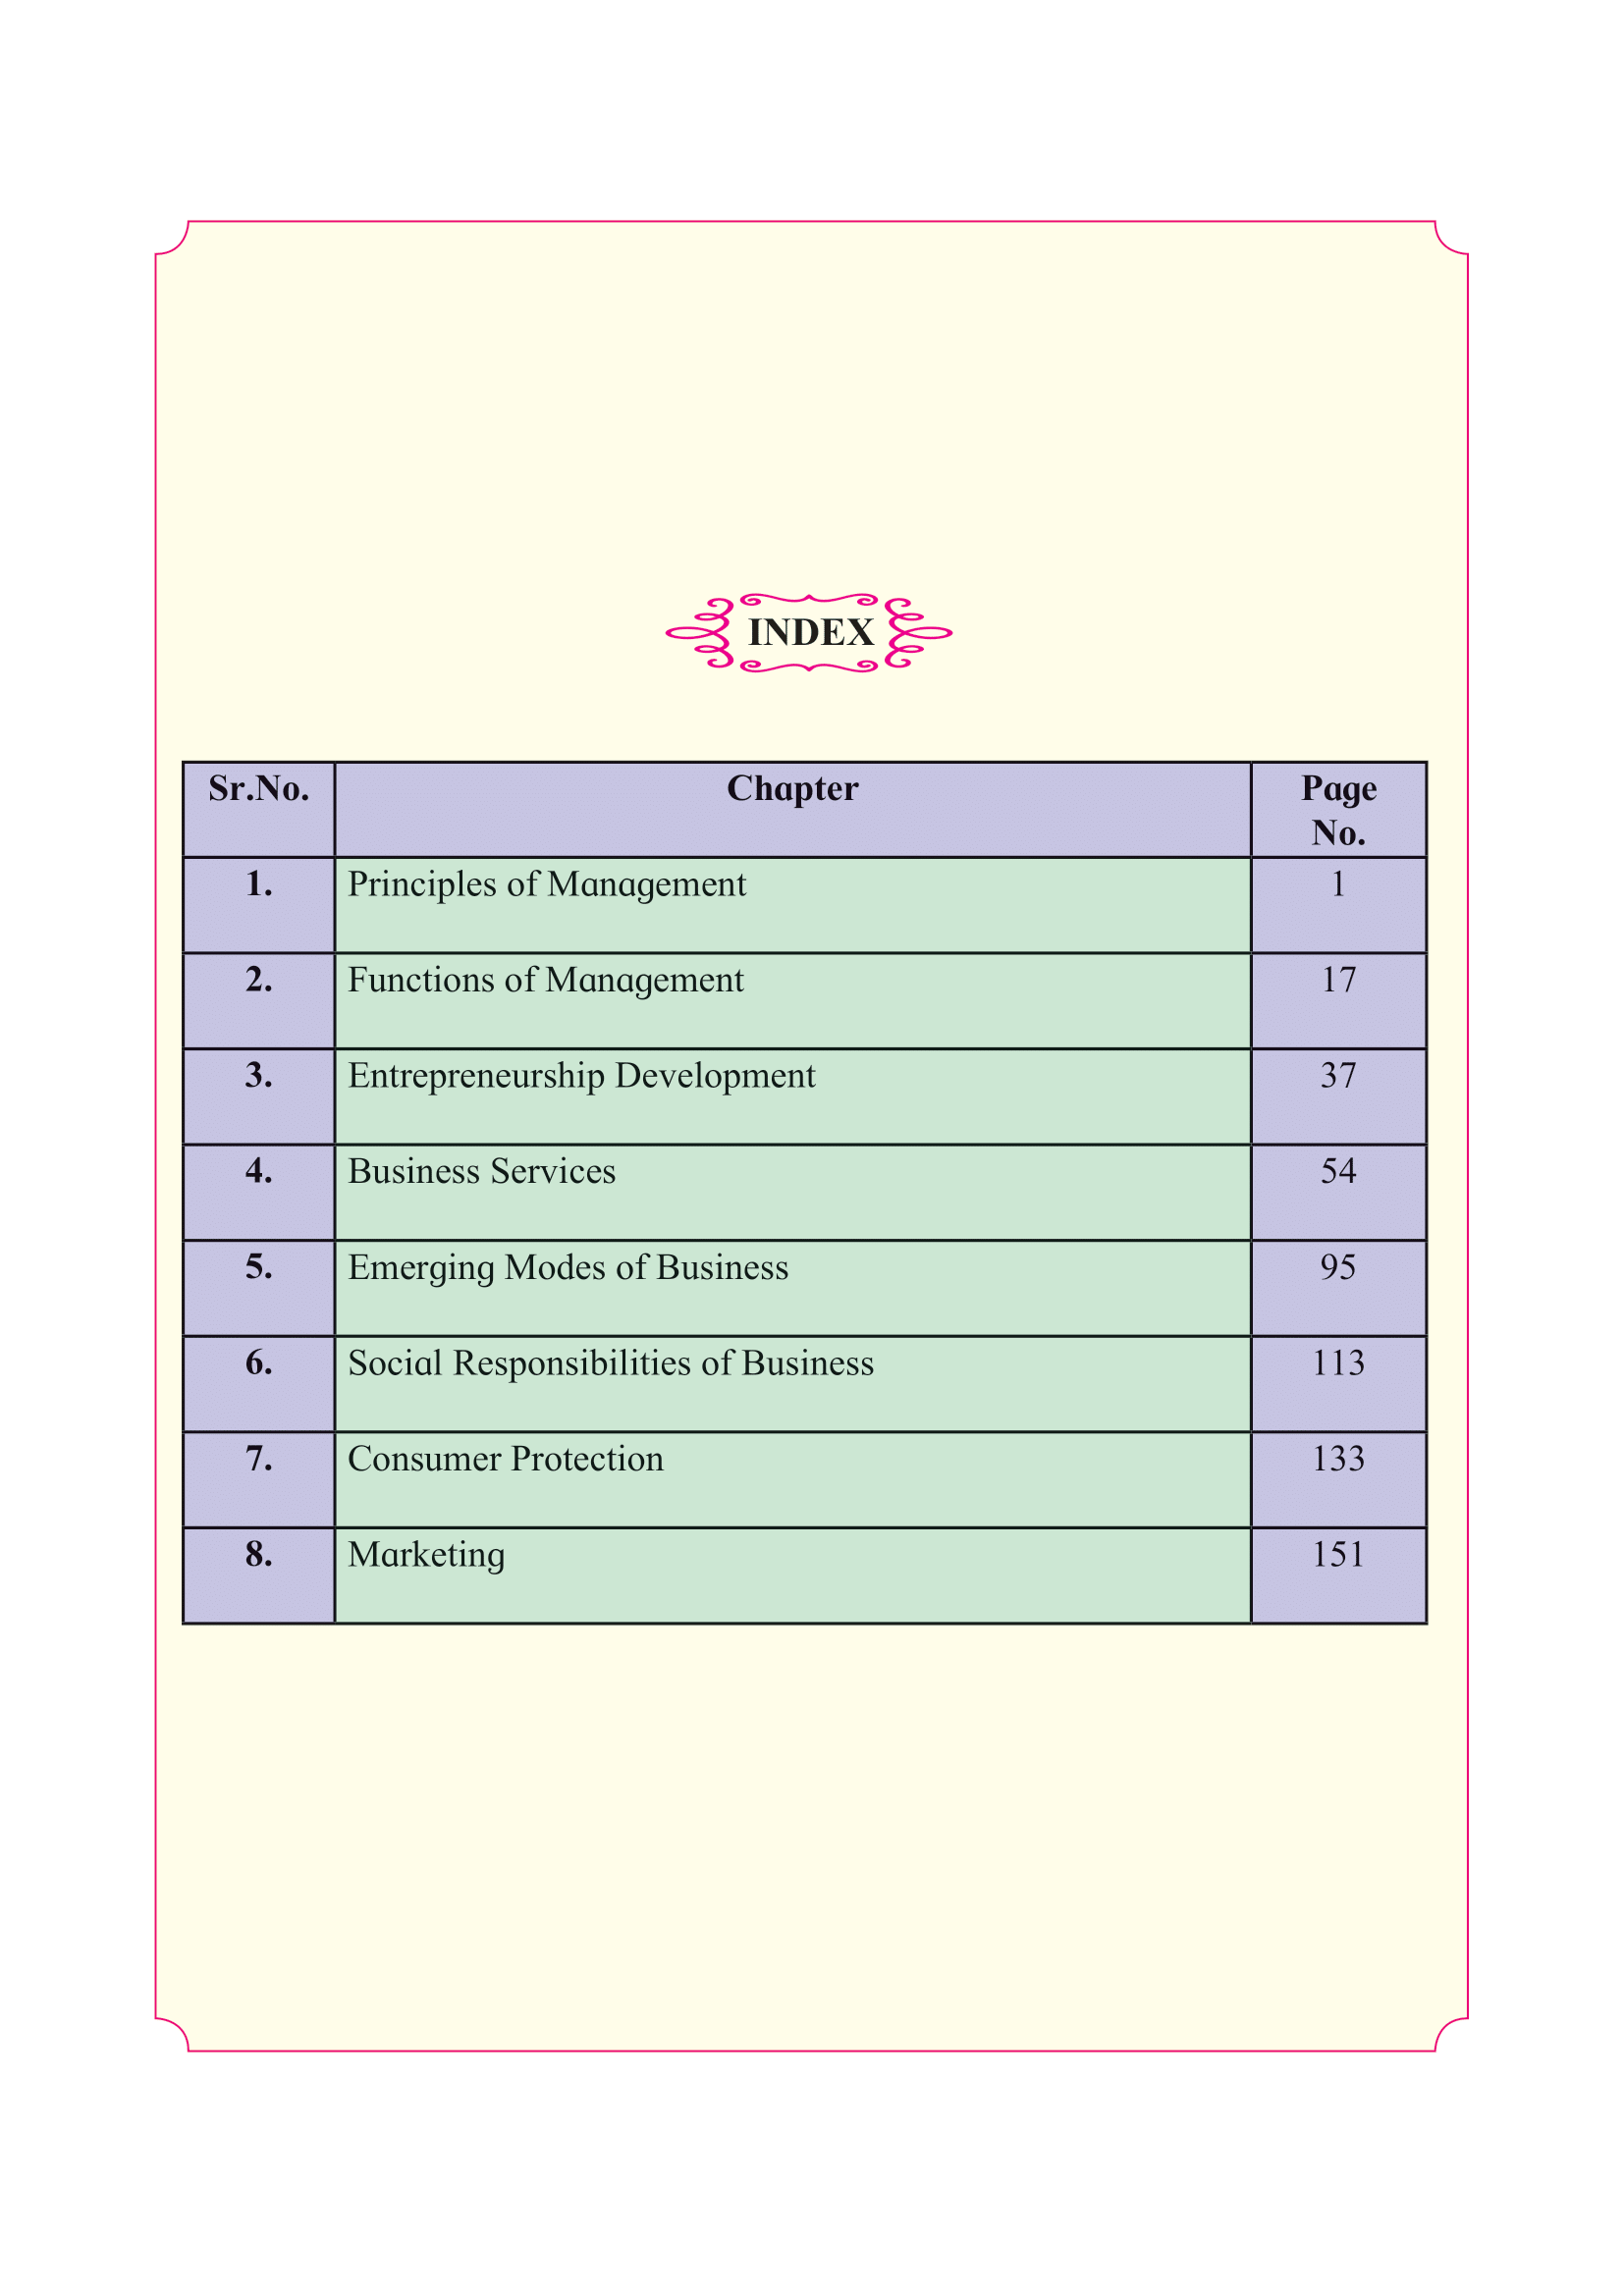 INDEX
Sr.No. Chapter Page No.
1. Principles of Management 1
2. Functions of Management 17
3. Entrepreneurship Development 37
4. Business Services 54
5. Emerging Modes of Business 95
6. Social Responsibilities of Business 113
7. Consumer Protection 133
8. Marketing 151